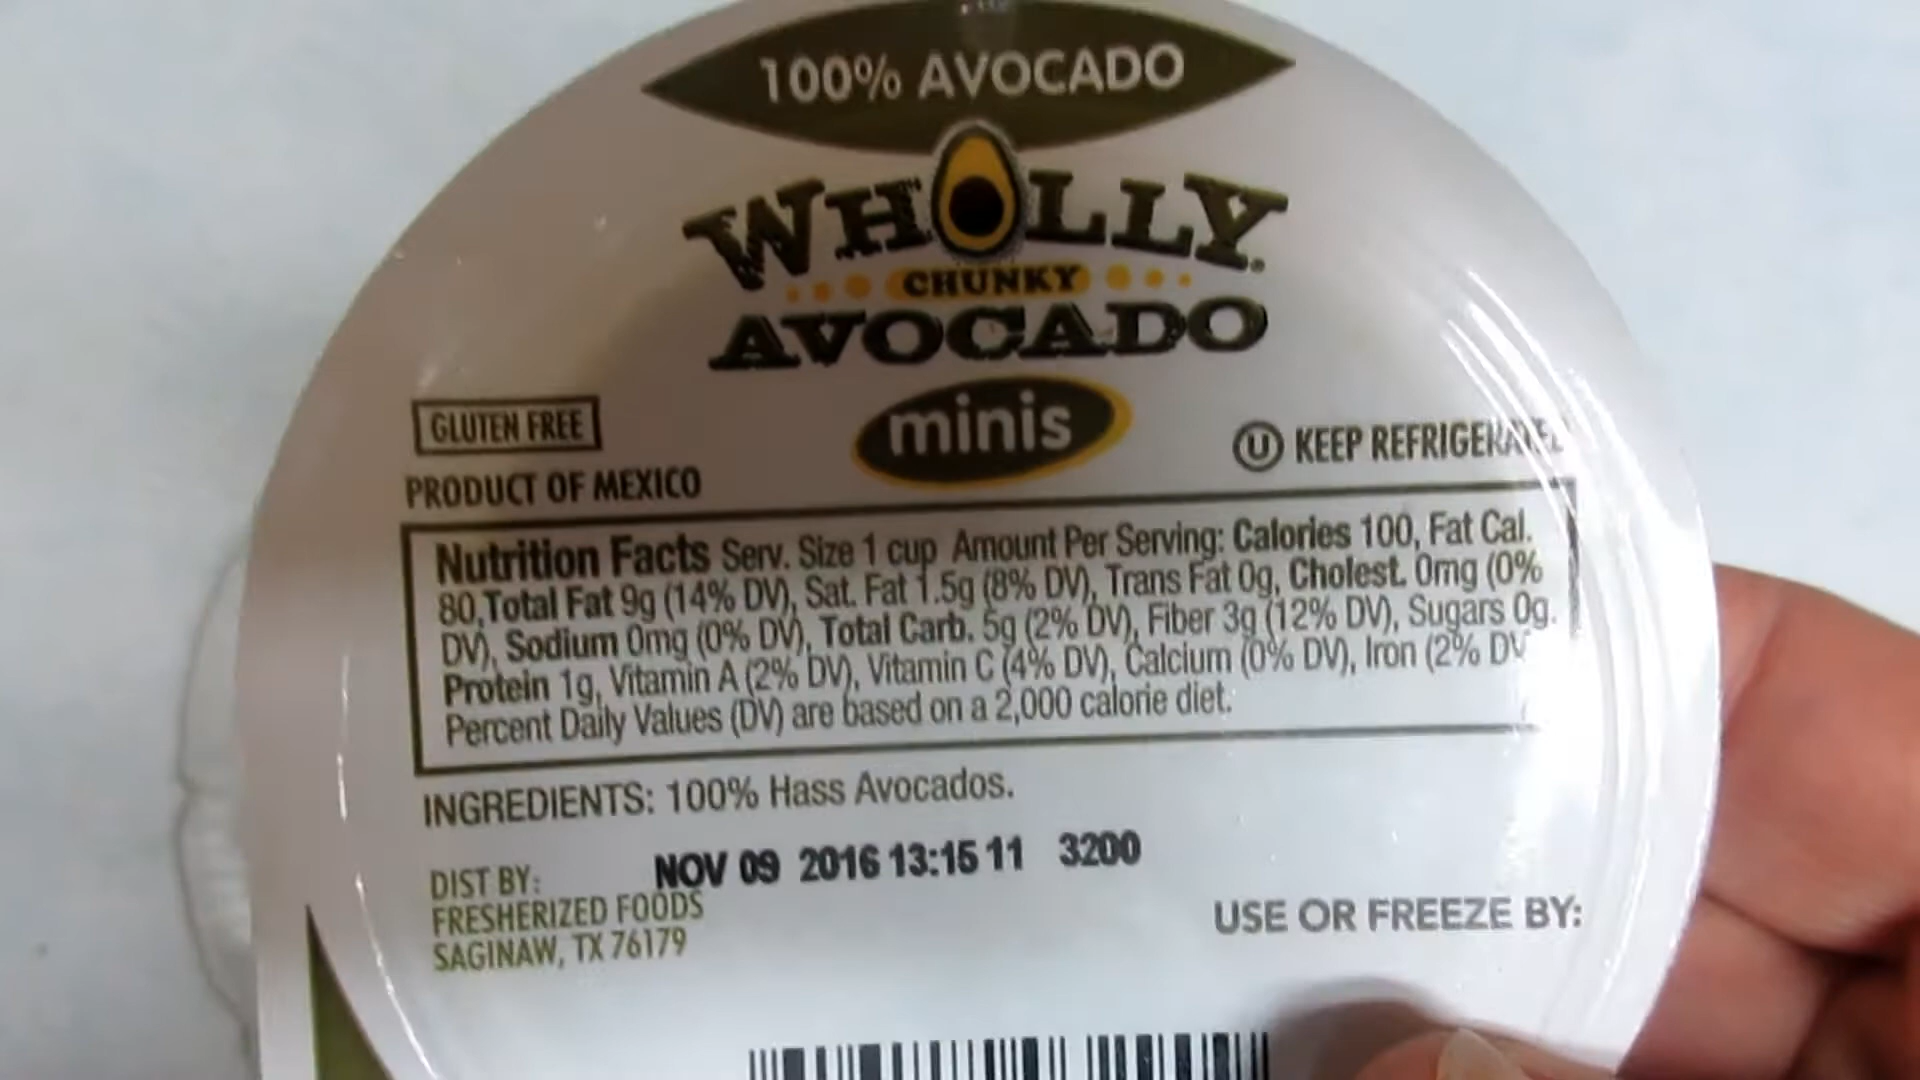 100% AVOCADO
WHOLLY
CHUNKY
AVOCADO
minis
GLUTEN FREE
PRODUCT OF MEXICO
U KEEP REFRIGERATED
Nutrition Facts Serv. Size 1 cup Amount Per Serving: Calories 100, Fat Cal.
80, Total Fat 9g (14% DV), Sat. Fat 1.5g (8% DV), Trans Fat 0g, Cholest. 0mg (0%
DV), Sodium 0mg (0% DV), Total Carb. 5g (2% DV), Fiber 3g (12% DV), Sugars 0g.
Protein 1g, Vitamin A (2% DV), Vitamin C (4% DV), Calcium (0% DV), Iron (2% DV
Percent Daily Values (DV) are based on a 2,000 calorie diet.
INGREDIENTS: 100% Hass Avocados.
NOV 09 2016 13:15 11 3200
DIST BY:
FRESHERIZED FOODS
SAGINAW, TX 76179
USE OR FREEZE BY: